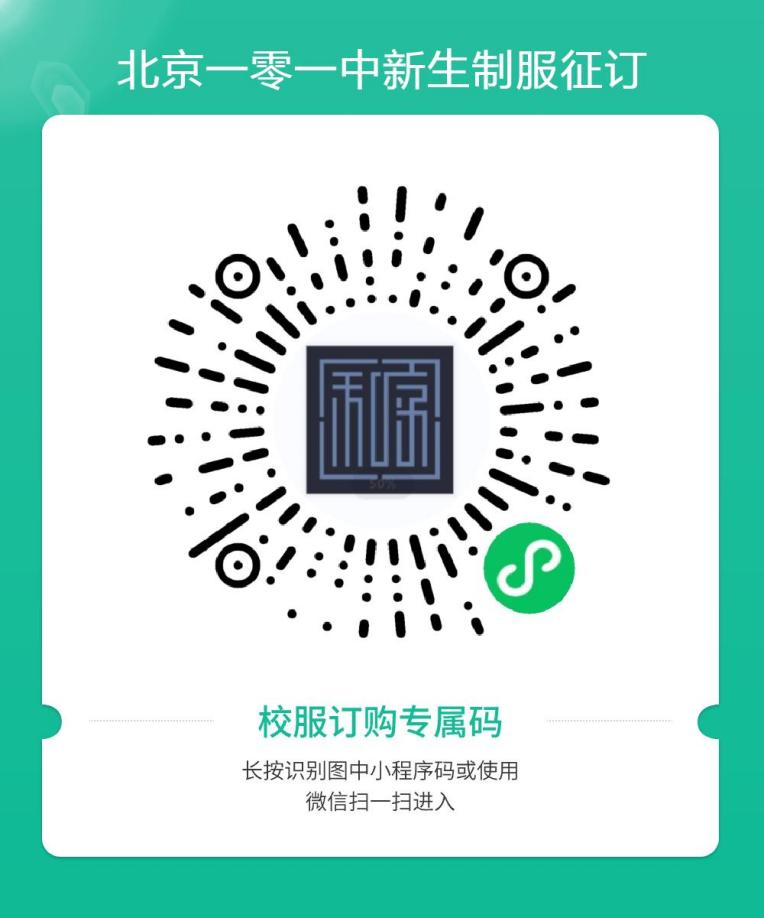 北京一零一中新生制服征订
50%
校服订购专属码
长按识别图中小程序码或使用
微信扫一扫进入